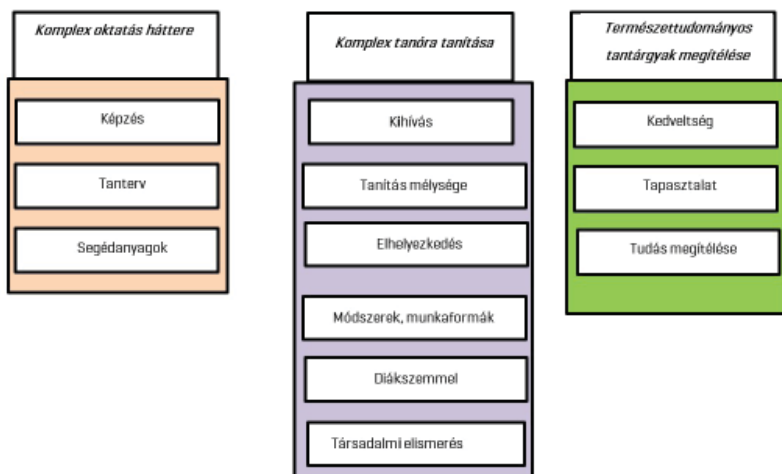 Komplex oktatás háttere
Képzés
Tanterv
Segédanyagok
Komplex tanóra tanítása
Kihívás
Tanítás mélysége
Elhelyezkedés
Módszerek, munkaformák
Diákszemmel
Társadalmi elismerés
Természettudományos
tantárgyak megítélése
Kedveltség
Tapasztalat
Tudás megítélése